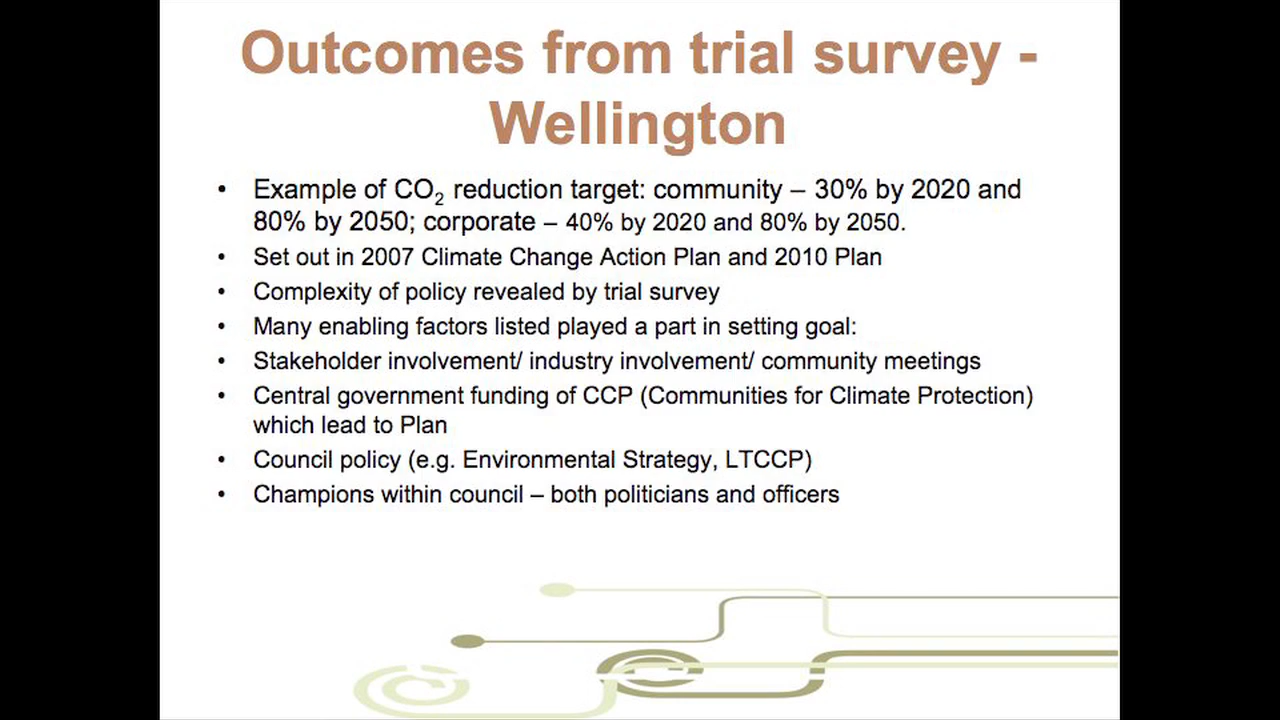 Outcomes from trial survey -
Wellington
• Example of CO₂ reduction target: community – 30% by 2020 and
80% by 2050; corporate – 40% by 2020 and 80% by 2050.
• Set out in 2007 Climate Change Action Plan and 2010 Plan
• Complexity of policy revealed by trial survey
• Many enabling factors listed played a part in setting goal:
• Stakeholder involvement/ industry involvement/ community meetings
• Central government funding of CCP (Communities for Climate Protection)
which lead to Plan
• Council policy (e.g. Environmental Strategy, LTCCP)
• Champions within council – both politicians and officers